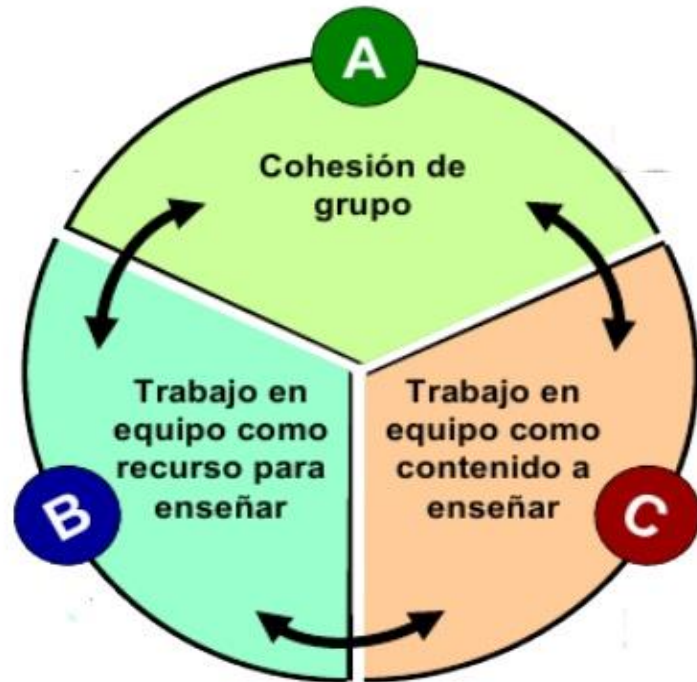 A
Cohesión de
grupo
Trabajo en
equipo como
recurso para
enseñar
Trabajo en
equipo como
contenido a
enseñar
B
C